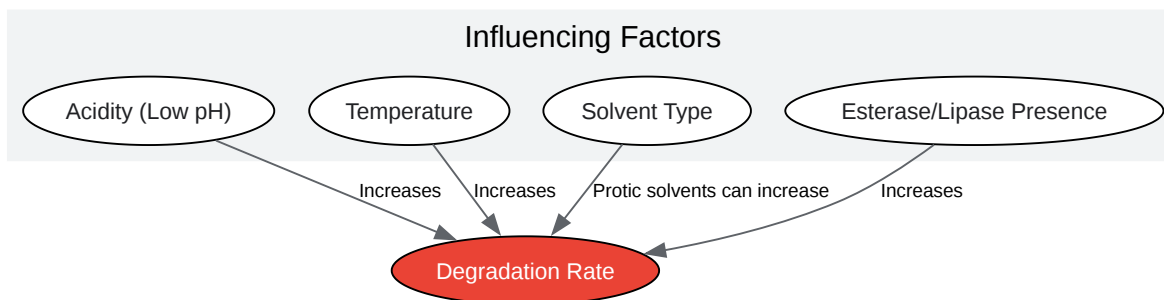 Influencing Factors
Acidity (Low pH)
Temperature
Solvent Type
Esterase/Lipase Presence
Increases
Increases
Protic solvents can increase
Increases
Degradation Rate